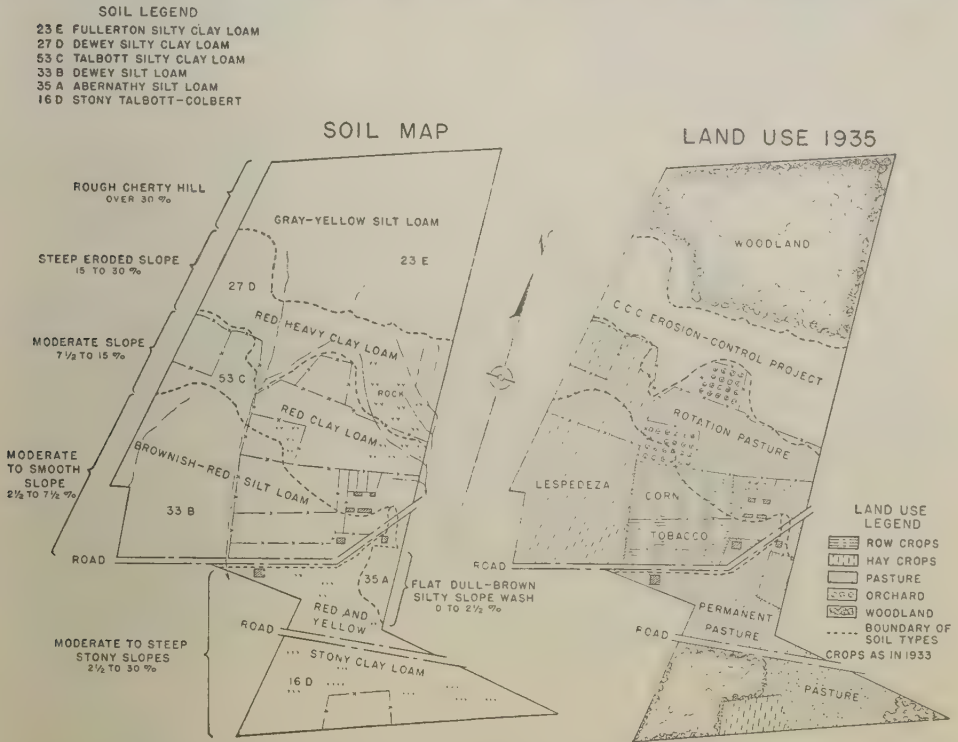 SOIL LEGEND
23 E FULLERTON SILTY CLAY LOAM
27 D DEWEY SILTY CLAY LOAM
53 C TALBOTT SILTY CLAY LOAM
33 B DEWEY SILT LOAM
35 A ABERNATHY SILT LOAM
16 D STONY TALBOTT-COLBERT
SOIL MAP
ROUGH CHERTY HILL
OVER 30 %
STEEP ERODED SLOPE
15 TO 30 %
MODERATE SLOPE
7 1/2 TO 15 %
MODERATE
TO SMOOTH
SLOPE
2 1/2 TO 7 1/2 %
MODERATE TO STEEP
STONY SLOPES
2 1/2 TO 30 %
GRAY-YELLOW SILT LOAM
23 E
27 D
RED HEAVY CLAY LOAM
53 C
ROCK
RED CLAY LOAM
BROWNISH-RED SILT LOAM
33 B
ROAD
35 A
FLAT DULL-BROWN
SILTY SLOPE WASH
0 TO 2 1/2 %
RED AND
YELLOW
ROAD
STONY CLAY LOAM
16 D
LAND USE 1935
WOODLAND
C C C EROSION-CONTROL PROJECT
ROTATION PASTURE
LESPEDEZA
CORN
TOBACCO
ROAD
PERMANENT
PASTURE
ROAD
PASTURE
LAND USE
LEGEND
ROW CROPS
HAY CROPS
PASTURE
ORCHARD
WOODLAND
BOUNDARY OF
SOIL TYPES
CROPS AS IN 1933